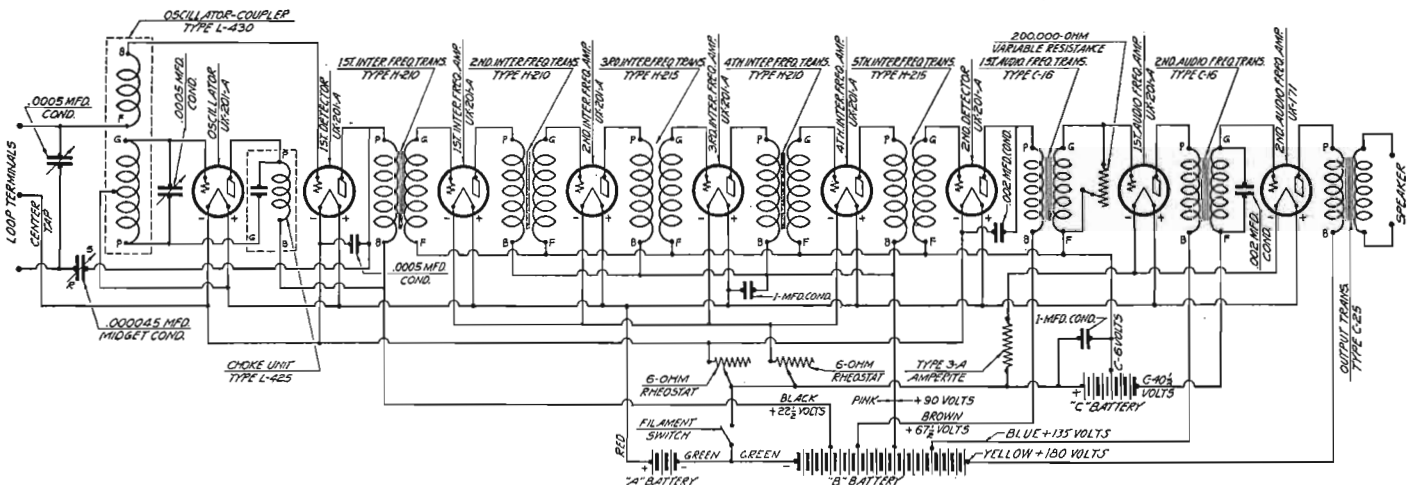 OSCILLATOR-COUPLER
TYPE L-430
.0005 MFD.
COND.
B
F
G
P
.0005 MFD.
COND.
OSCILLATOR
UX-201-A
P
G
B
1ST. DETECTOR
UX-201-A
1ST. INTER.FREQ.TRANS.
TYPE H-210
1ST. INTER.FREQ.AMP.
UX-201-A
2ND.INTER.FREQ.TRANS.
TYPE H-210
2ND. INTER.FREQ.AMP.
UX-201-A
3RD.INTER.FREQ.TRANS.
TYPE H-215
3RD.INTER.FREQ.AMP.
UX-201-A
4TH.INTER.FREQ.TRANS.
TYPE H-210
4TH.INTER.FREQ.AMP.
UX-201-A
5TH.INTER.FREQ.TRANS.
TYPE H-215
2ND.DETECTOR
UX-201-A
.002 MFD.COND.
1ST.AUDIO FREQ.TRANS.
TYPE C-16
200,000-OHM
VARIABLE RESISTANCE
1ST.AUDIO FREQ.AMP.
UX-201-A
2ND.AUDIO FREQ.TRANS.
TYPE C-16
.002 MFD.
COND.
2ND.AUDIO FREQ.AMP.
UX-171
SPEAKER
OUTPUT TRANS.
TYPE C-25
P G P G P G P G P G P G P G P
B F B F B F B F B F B F B F B
- + - + - + - + - + - + - + - + - +
LOOP TERMINALS
CENTER
TAP
S
R
.000045 MFD.
MIDGET COND.
CHOKE UNIT
TYPE L-425
.0005 MFD.
COND.
1-MFD.COND.
6-OHM
RHEOSTAT
6-OHM
RHEOSTAT
TYPE 3-A
AMPERITE
1-MFD.COND.
C-6VOLTS
C-40½
VOLTS
+
"C" BATTERY
BLACK
+22½ VOLTS
PINK
+90 VOLTS
BROWN
+67½ VOLTS
BLUE +135 VOLTS
YELLOW +180 VOLTS
FILAMENT
SWITCH
RED
+ - GREEN GREEN -
"A" BATTERY
"B" BATTERY